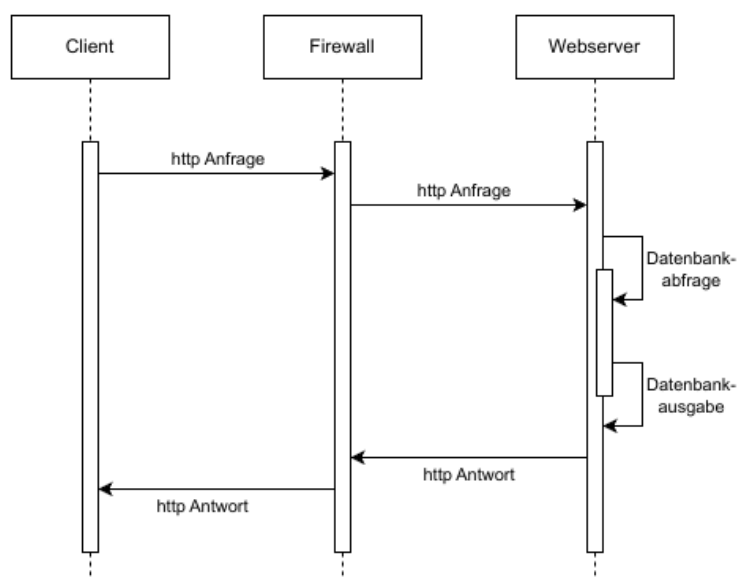 Client
Firewall
Webserver
http Anfrage
http Anfrage
Datenbank-
abfrage
Datenbank-
ausgabe
http Antwort
http Antwort